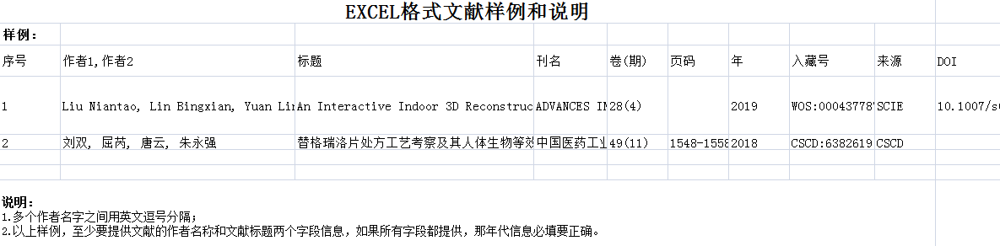 EXCEL格式文献样例和说明
样例：
序号 作者1,作者2 标题 刊名 卷(期) 页码 年 入藏号 来源 DOI
1 Liu Niantao, Lin Bingxian, Yuan Lin An Interactive Indoor 3D Reconstruc ADVANCES IN 28(4) 2019 WOS:00043778 SCIE 10.1007/s
2 刘双, 屈芮, 唐云, 朱永强 替格瑞洛片处方工艺考察及其人体生物等效 中国医药工业 49(11) 1548-1558 2018 CSCD:6382619 CSCD
说明：
1.多个作者名字之间用英文逗号分隔；
2.以上样例，至少要提供文献的作者名称和文献标题两个字段信息，如果所有字段都提供，那年代信息必填要正确。